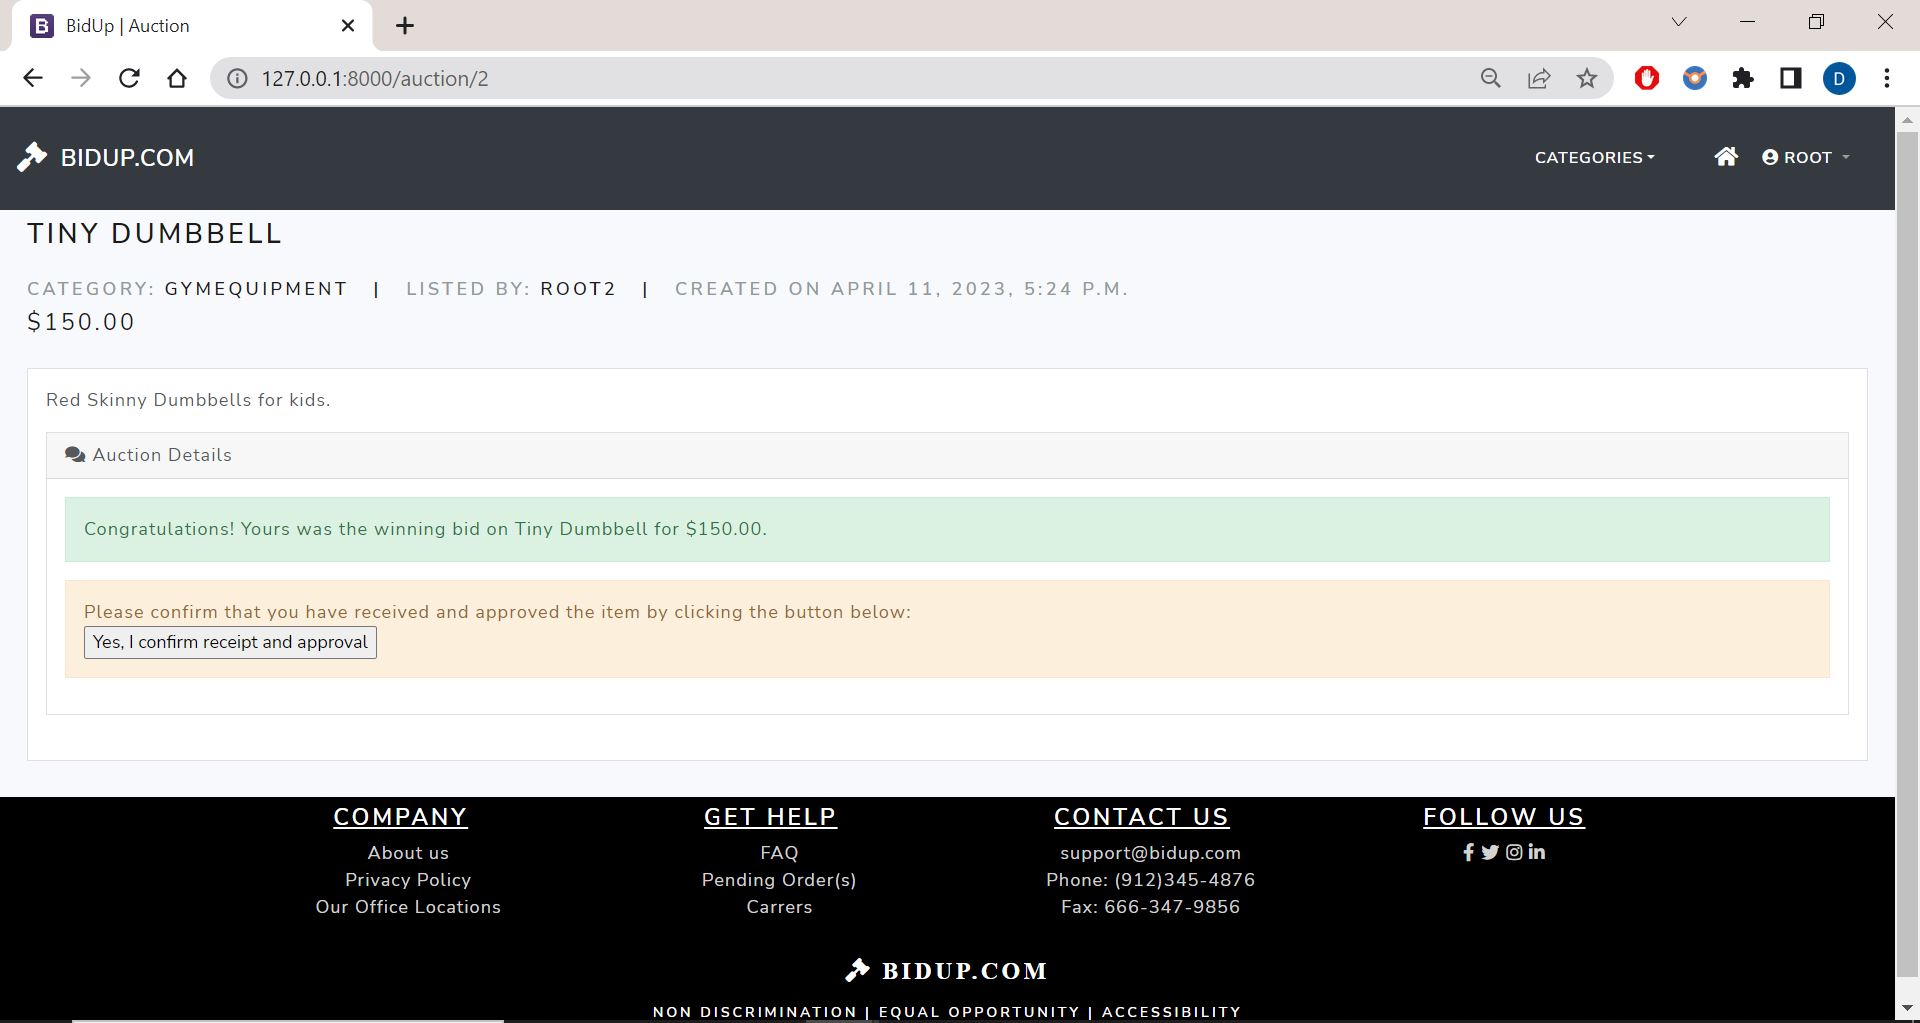 BidUp | Auction
127.0.0.1:8000/auction/2
D
BIDUP.COM
CATEGORIES
ROOT
TINY DUMBBELL
CATEGORY: GYMEQUIPMENT | LISTED BY: ROOT2 | CREATED ON APRIL 11, 2023, 5:24 P.M.
$150.00
Red Skinny Dumbbells for kids.
Auction Details
Congratulations! Yours was the winning bid on Tiny Dumbbell for $150.00.
Please confirm that you have received and approved the item by clicking the button below:
Yes, I confirm receipt and approval
COMPANY
About us
Privacy Policy
Our Office Locations
GET HELP
FAQ
Pending Order(s)
Carrers
CONTACT US
support@bidup.com
Phone: (912)345-4876
Fax: 666-347-9856
FOLLOW US
BIDUP.COM
NON DISCRIMINATION | EQUAL OPPORTUNITY | ACCESSIBILITY